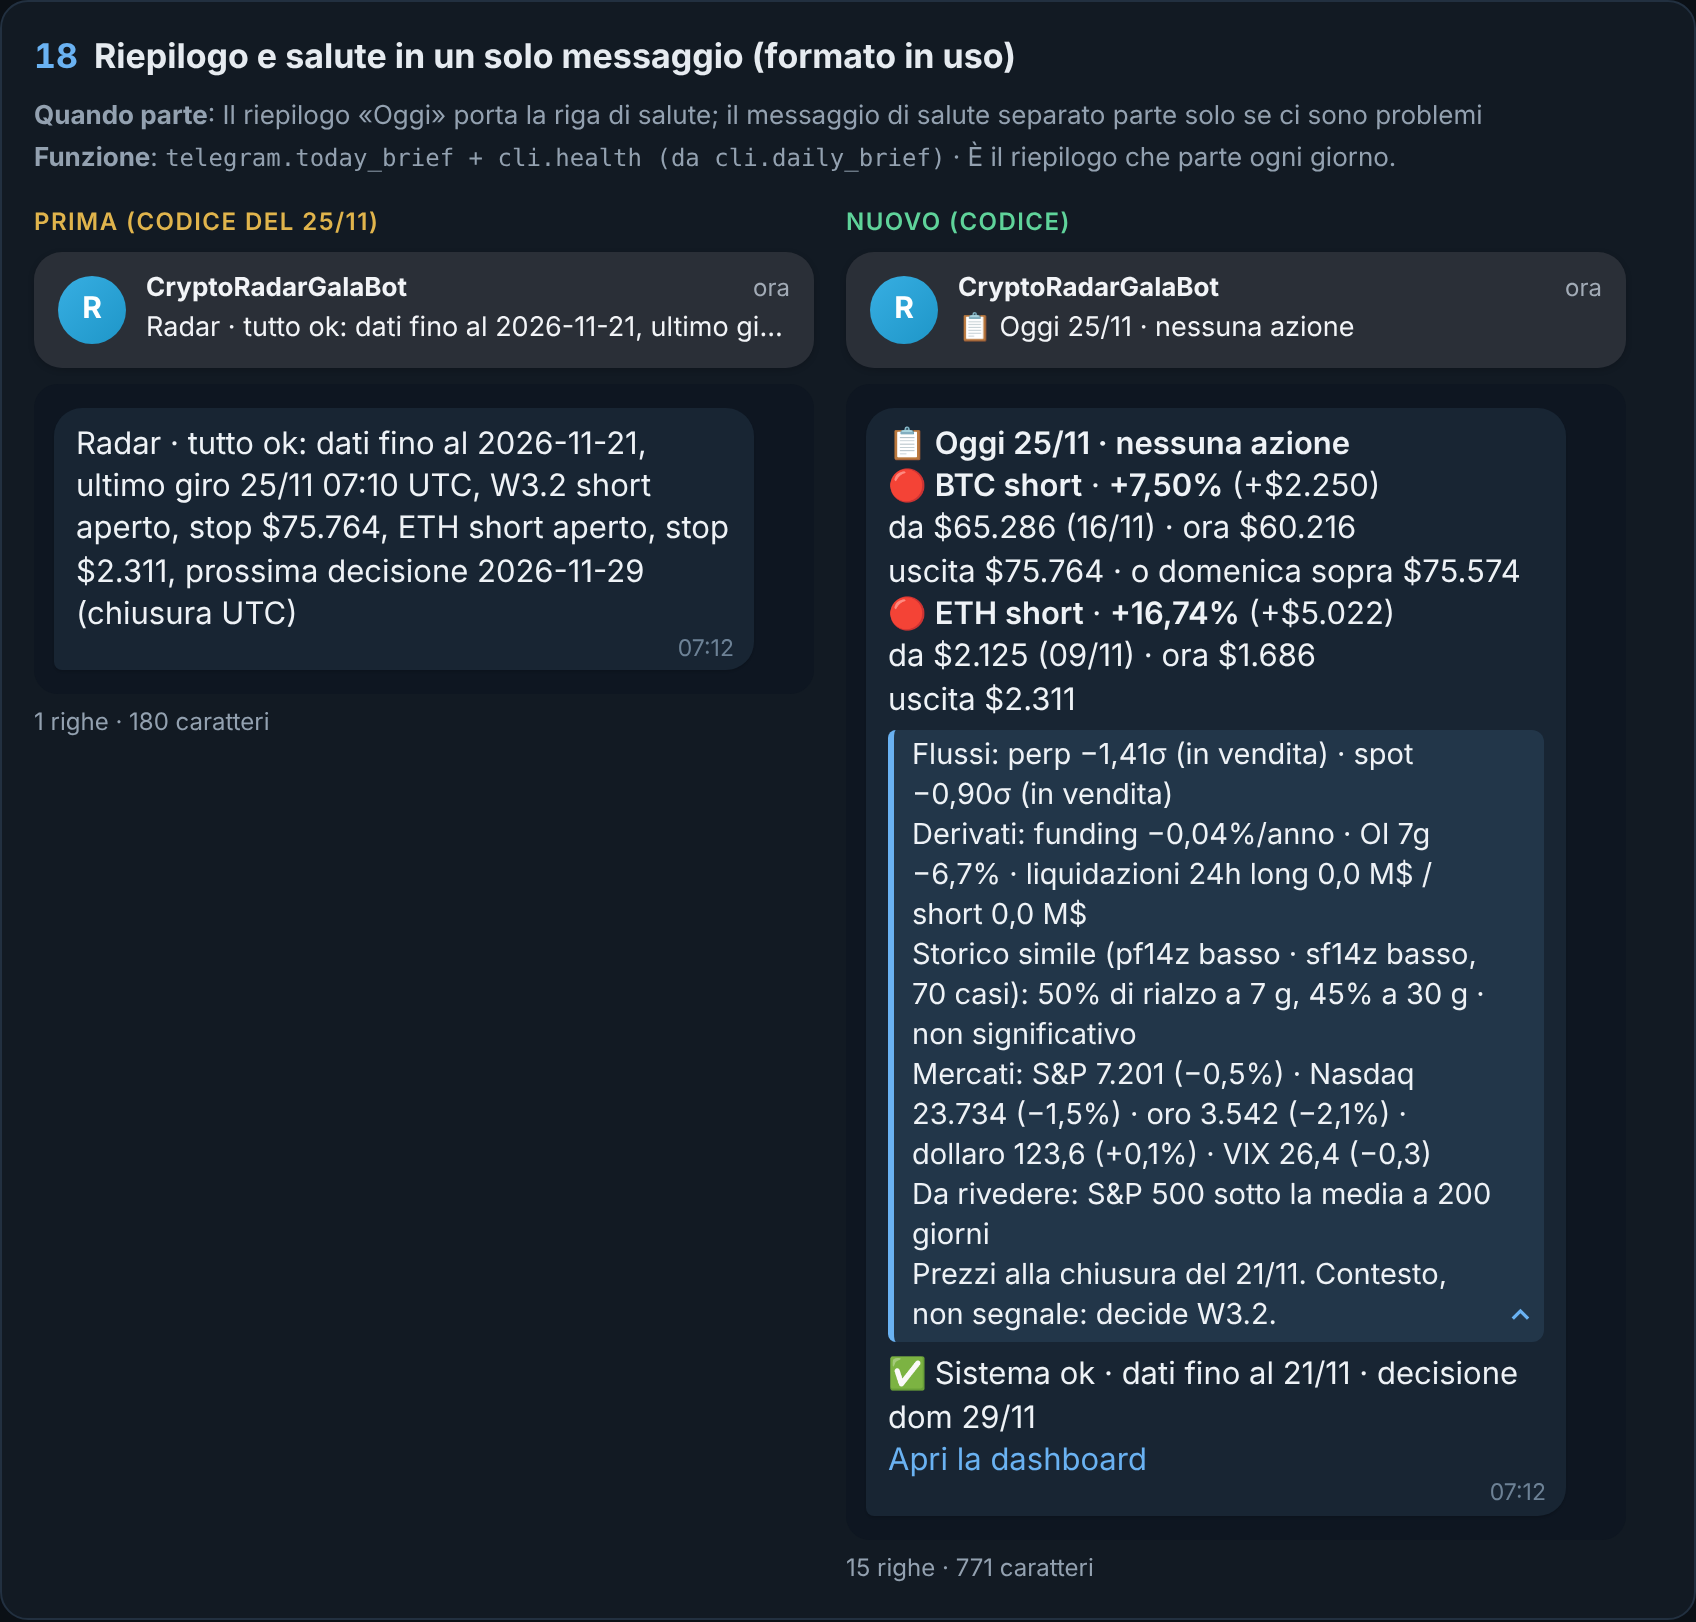 18 Riepilogo e salute in un solo messaggio (formato in uso)
Quando parte: Il riepilogo «Oggi» porta la riga di salute; il messaggio di salute separato parte solo se ci sono problemi
Funzione: telegram.today_brief + cli.health (da cli.daily_brief) · È il riepilogo che parte ogni giorno.
PRIMA (CODICE DEL 25/11)
R
CryptoRadarGalaBot
ora
Radar · tutto ok: dati fino al 2026-11-21, ultimo gi...
Radar · tutto ok: dati fino al 2026-11-21,
ultimo giro 25/11 07:10 UTC, W3.2 short
aperto, stop $75.764, ETH short aperto, stop
$2.311, prossima decisione 2026-11-29
(chiusura UTC)
07:12
1 righe · 180 caratteri
NUOVO (CODICE)
R
CryptoRadarGalaBot
ora
📋 Oggi 25/11 · nessuna azione
📋 Oggi 25/11 · nessuna azione
🔴 BTC short · +7,50% (+$2.250)
da $65.286 (16/11) · ora $60.216
uscita $75.764 · o domenica sopra $75.574
🔴 ETH short · +16,74% (+$5.022)
da $2.125 (09/11) · ora $1.686
uscita $2.311
Flussi: perp −1,41σ (in vendita) · spot
−0,90σ (in vendita)
Derivati: funding −0,04%/anno · OI 7g
−6,7% · liquidazioni 24h long 0,0 M$ /
short 0,0 M$
Storico simile (pf14z basso · sf14z basso,
70 casi): 50% di rialzo a 7 g, 45% a 30 g ·
non significativo
Mercati: S&P 7.201 (−0,5%) · Nasdaq
23.734 (−1,5%) · oro 3.542 (−2,1%) ·
dollaro 123,6 (+0,1%) · VIX 26,4 (−0,3)
Da rivedere: S&P 500 sotto la media a 200
giorni
Prezzi alla chiusura del 21/11. Contesto,
non segnale: decide W3.2.
✅ Sistema ok · dati fino al 21/11 · decisione
dom 29/11
Apri la dashboard
07:12
15 righe · 771 caratteri